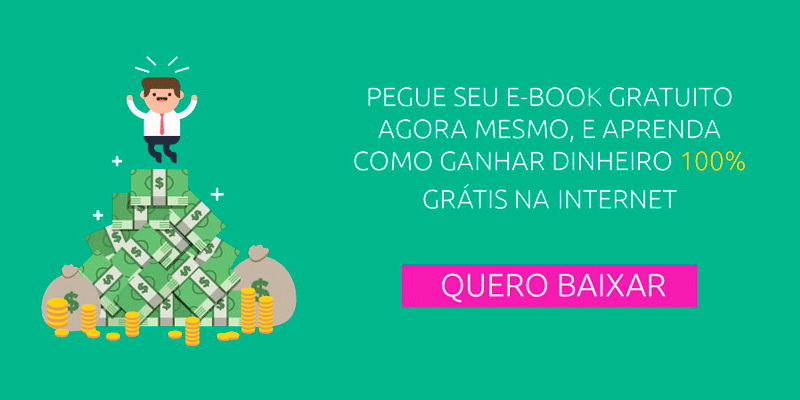 PEGUE SEU E-BOOK GRATUITO
AGORA MESMO, E APRENDA
COMO GANHAR DINHEIRO 100%
GRÁTIS NA INTERNET
QUERO BAIXAR